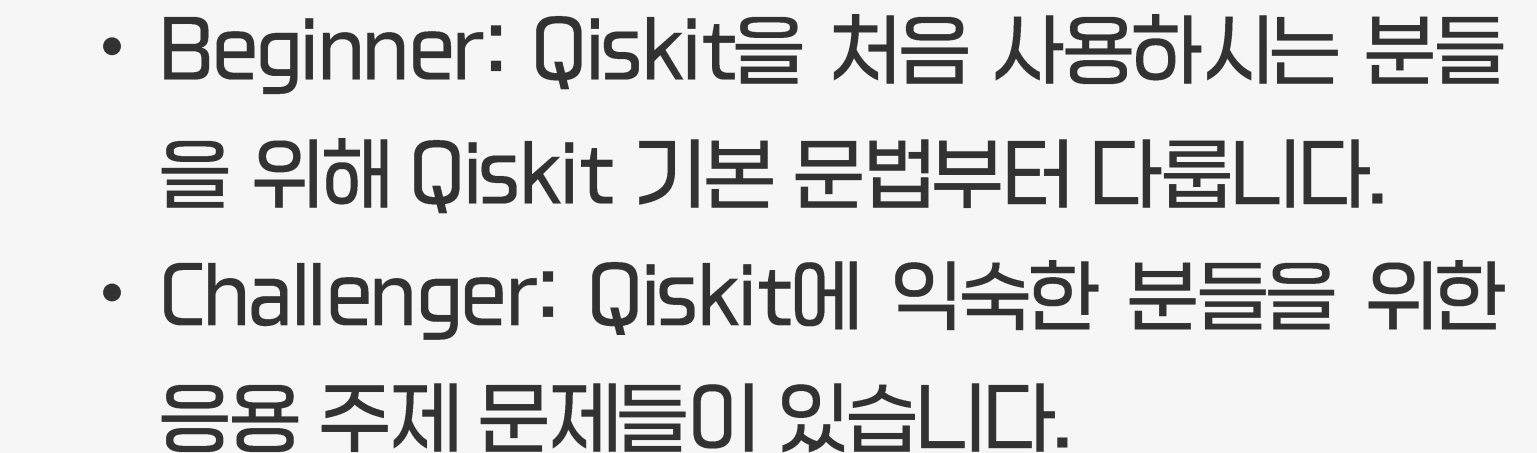 • Beginner: Qiskit을 처음 사용하시는 분들
을 위해 Qiskit 기본 문법부터 다룹니다.
• Challenger: Qiskit에 익숙한 분들을 위한
응용 주제 문제들이 있습니다.